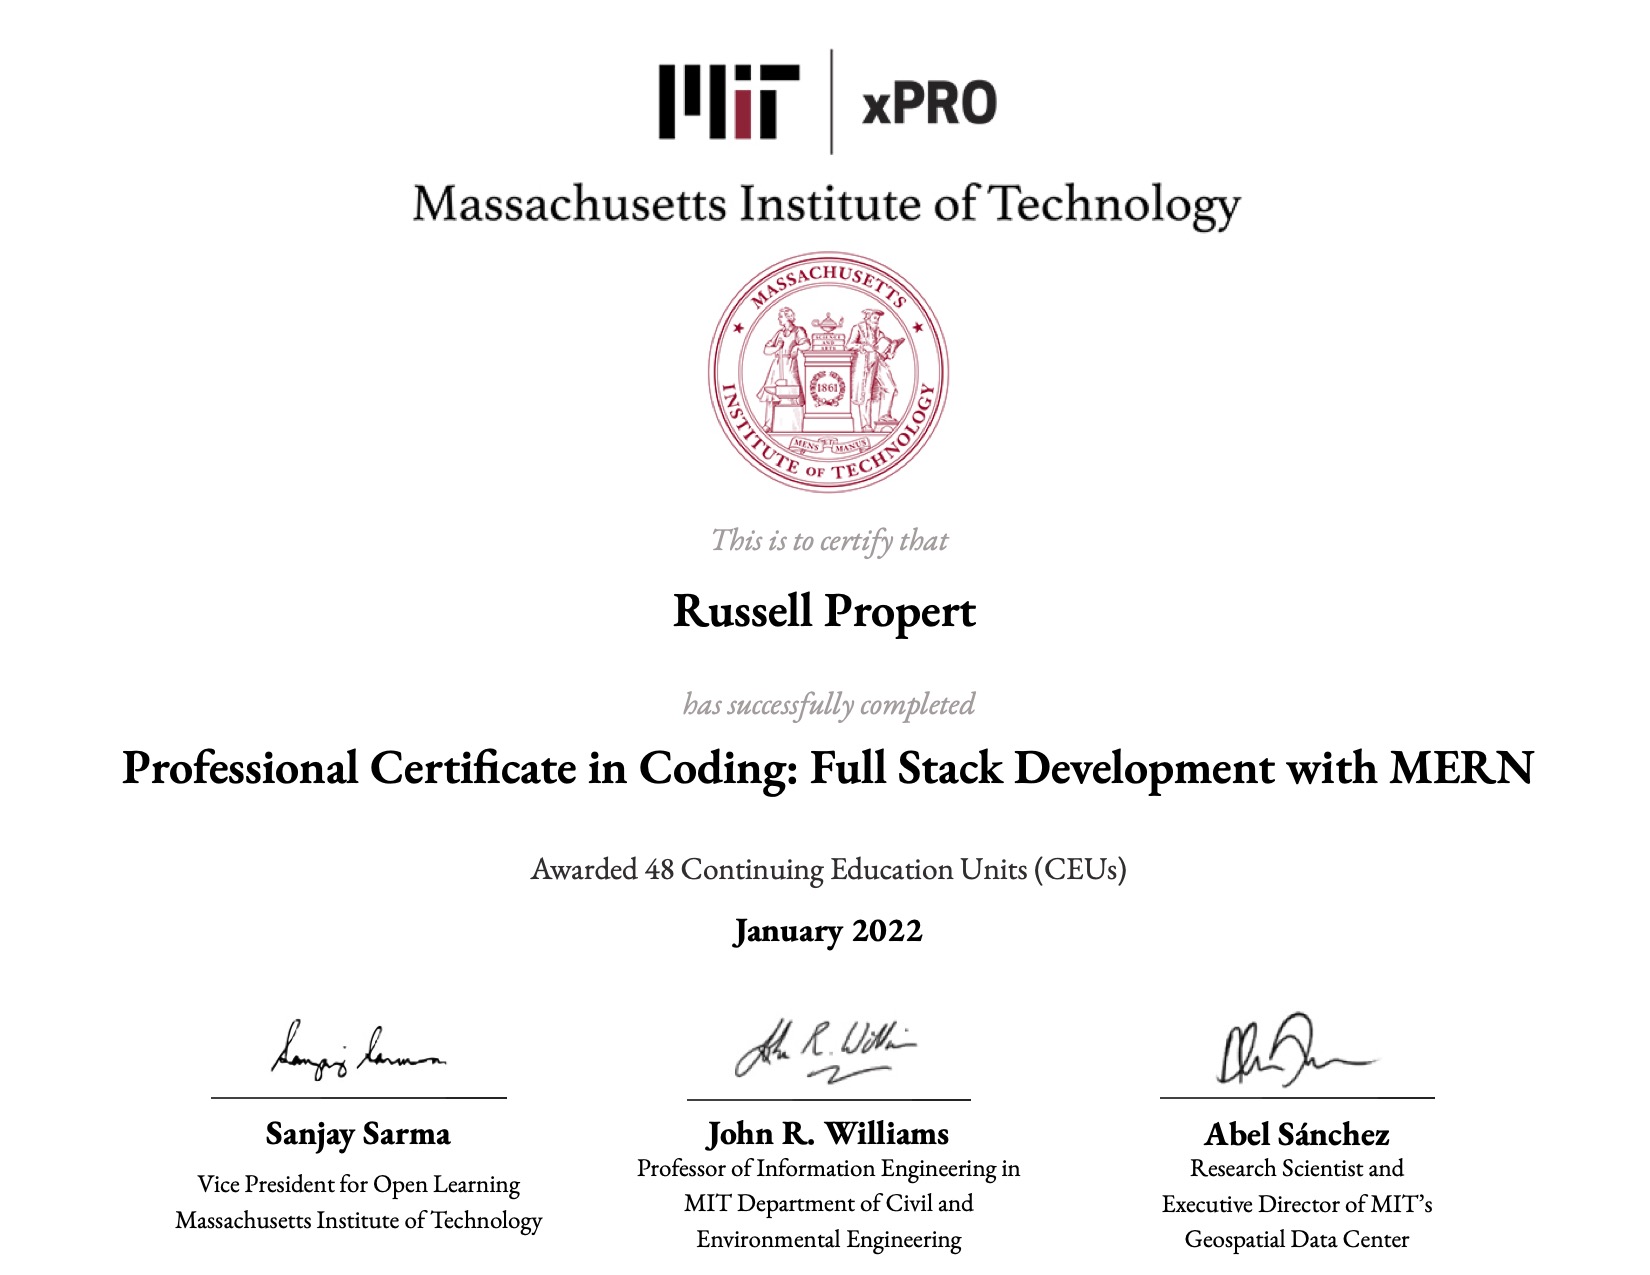 MIT xPRO
Massachusetts Institute of Technology
MASSACHUSETTS
INSTITUTE OF TECHNOLOGY
SCIENCE
AND
ARTS
1861
MENS ET MANUS
This is to certify that
Russell Propert
has successfully completed
Professional Certificate in Coding: Full Stack Development with MERN
Awarded 48 Continuing Education Units (CEUs)
January 2022
Sanjay Sarma
John R. Williams
Abel Sánchez
Vice President for Open Learning
Massachusetts Institute of Technology
Professor of Information Engineering in
MIT Department of Civil and
Environmental Engineering
Research Scientist and
Executive Director of MIT's
Geospatial Data Center